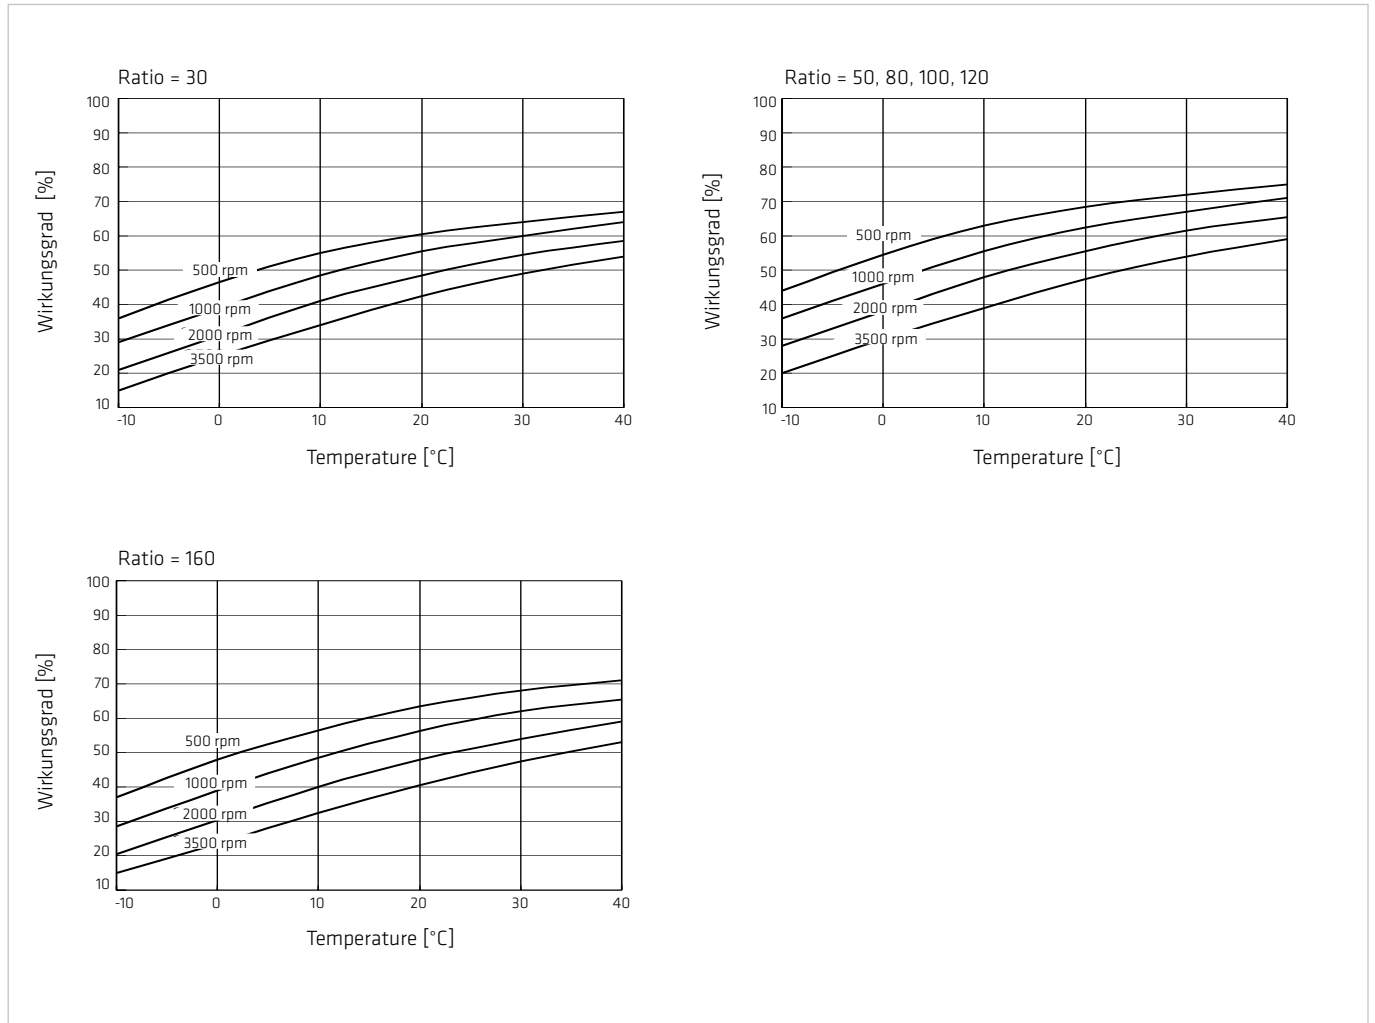 Ratio = 30
100
90
80
70
60
50
40
30
20
10
Wirkungsgrad [%]
500 rpm
1000 rpm
2000 rpm
3500 rpm
-10 0 10 20 30 40
Temperature [°C]
Ratio = 50, 80, 100, 120
100
90
80
70
60
50
40
30
20
10
Wirkungsgrad [%]
500 rpm
1000 rpm
2000 rpm
3500 rpm
-10 0 10 20 30 40
Temperature [°C]
Ratio = 160
100
90
80
70
60
50
40
30
20
10
Wirkungsgrad [%]
500 rpm
1000 rpm
2000 rpm
3500 rpm
-10 0 10 20 30 40
Temperature [°C]